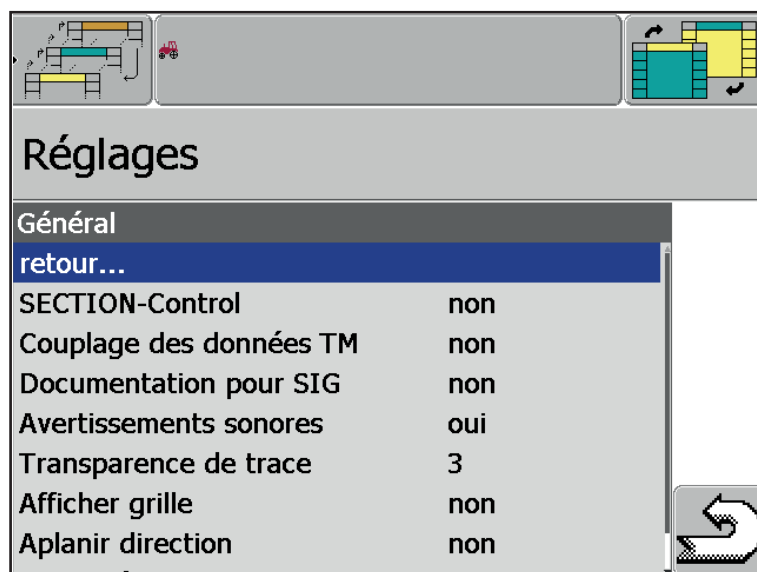 Réglages
Général
retour...
SECTION-Control non
Couplage des données TM non
Documentation pour SIG non
Avertissements sonores oui
Transparence de trace 3
Afficher grille non
Aplanir direction non